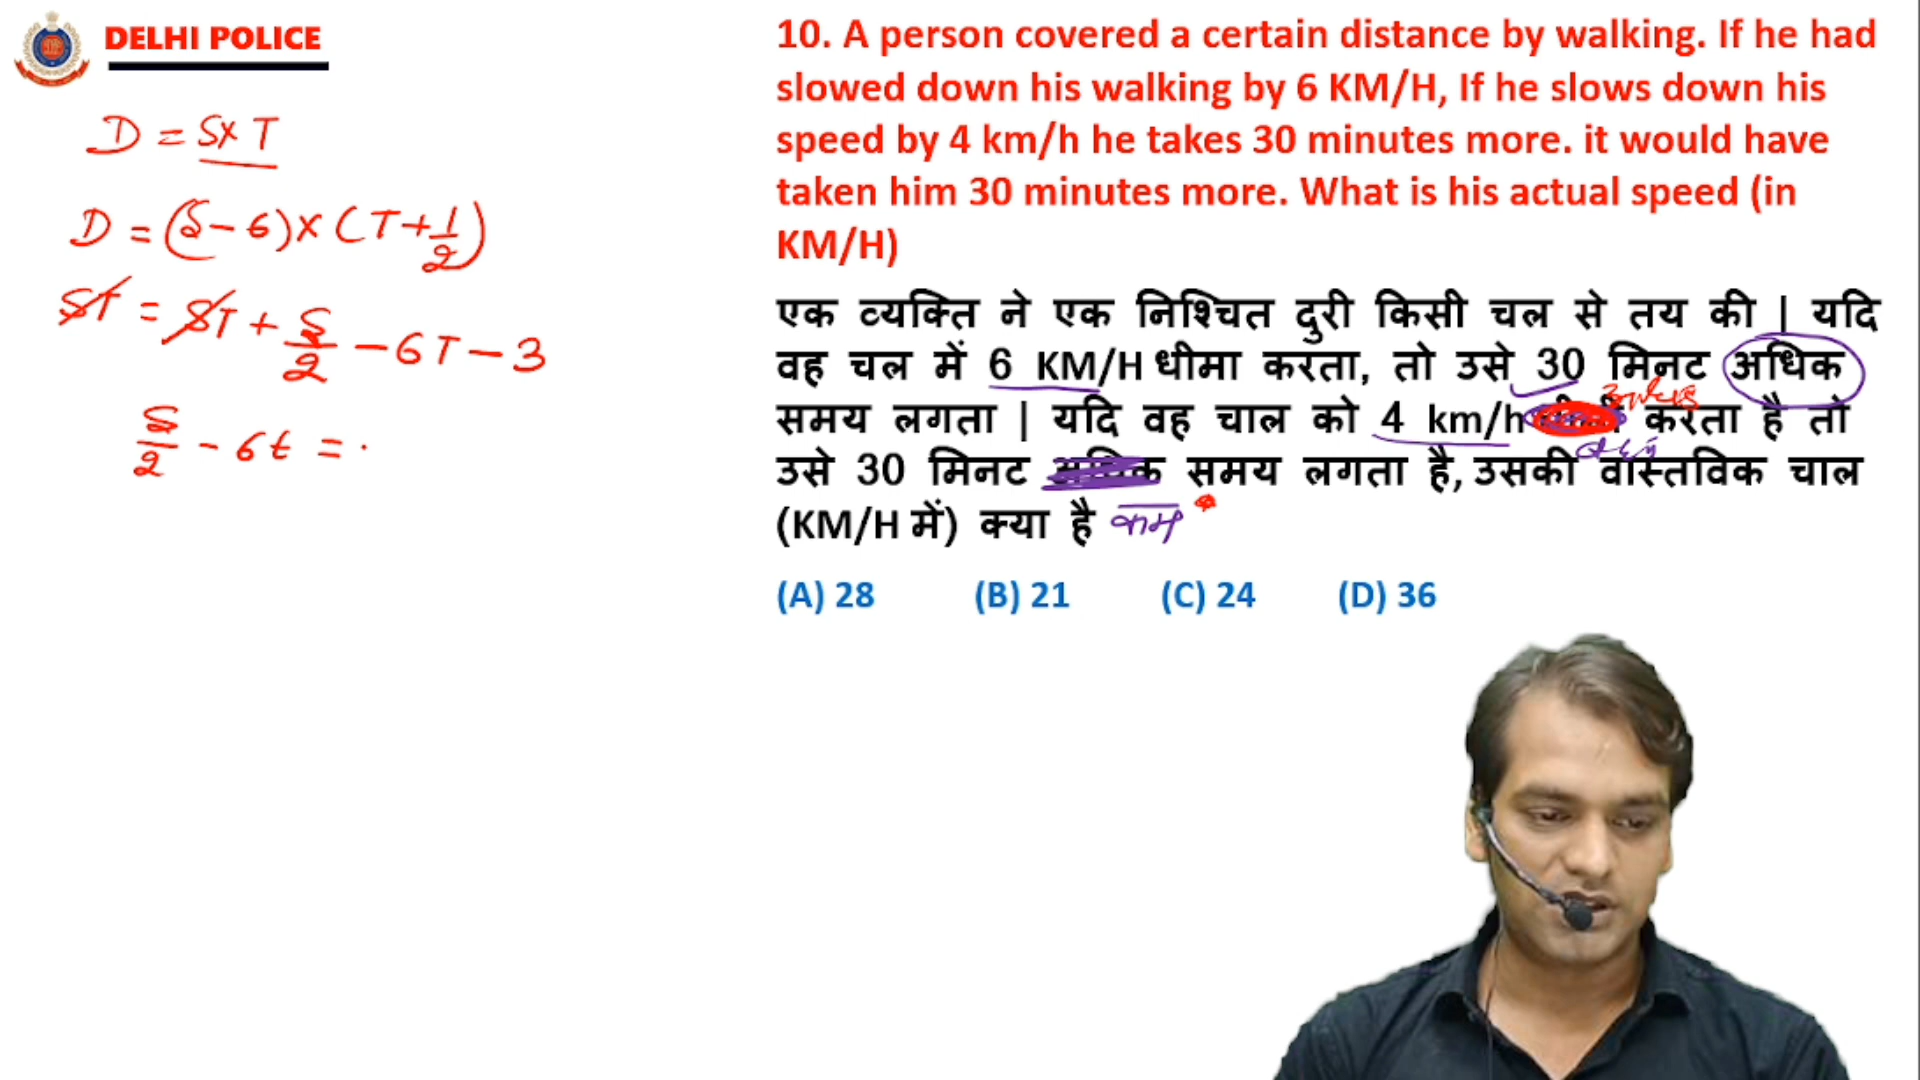 DELHI POLICE
D = S×T
D = (S-6)×(T+1/2)
ST = ST + S/2 - 6T - 3
S/2 - 6t =
10. A person covered a certain distance by walking. If he had
slowed down his walking by 6 KM/H, If he slows down his
speed by 4 km/h he takes 30 minutes more. it would have
taken him 30 minutes more. What is his actual speed (in
KM/H)
एक व्यक्ति ने एक निश्चित दुरी किसी चल से तय की | यदि
वह चल में 6 KM/H धीमा करता, तो उसे 30 मिनट अधिक
समय लगता | यदि वह चाल को 4 km/h करता है तो
उसे 30 मिनट अधिक समय लगता है, उसकी वास्तविक चाल
(KM/H में) क्या है कम
(A) 28 (B) 21 (C) 24 (D) 36